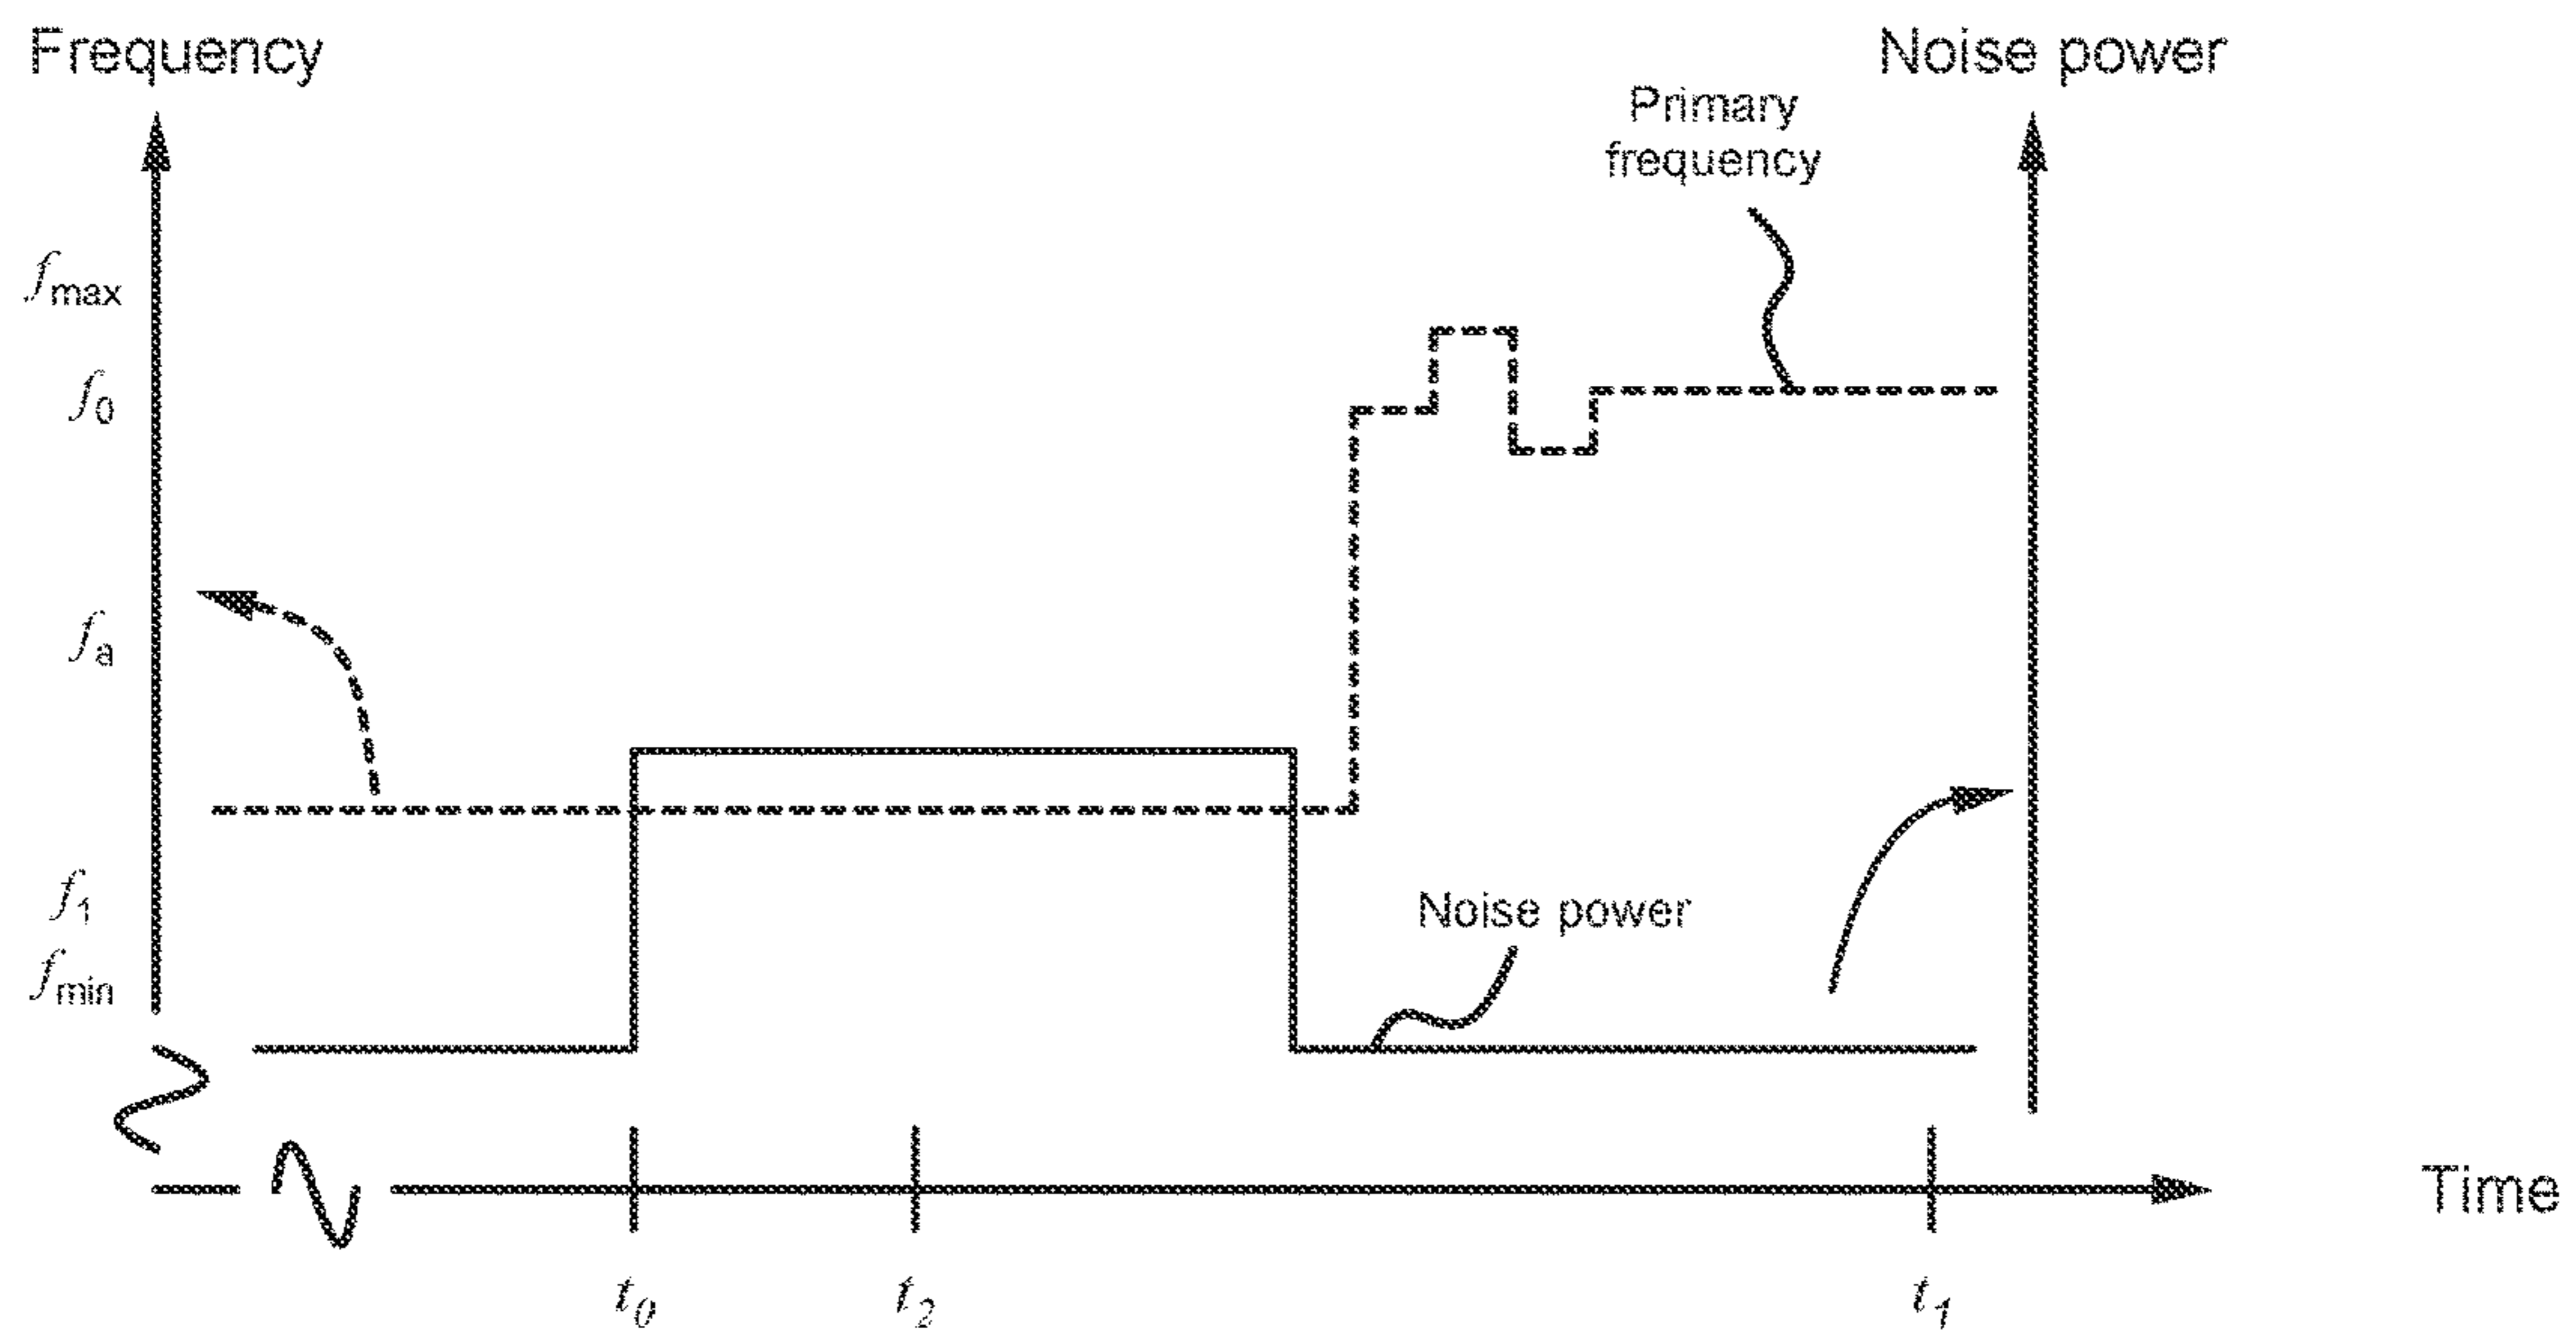 Frequency
Noise power
Primary
frequency
fmax
f0
fa
f1
Noise power
fmin
Time
t0
t2
t1